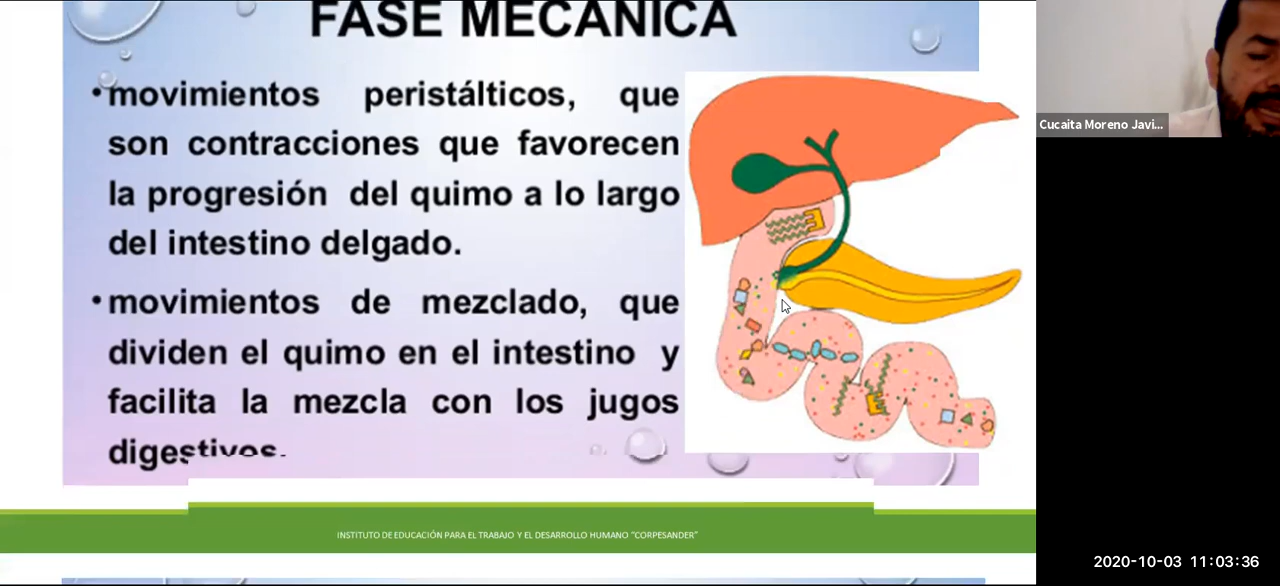 FASE MECÁNICA
• movimientos peristálticos, que
son contracciones que favorecen
la progresión del quimo a lo largo
del intestino delgado.
• movimientos de mezclado, que
dividen el quimo en el intestino y
facilita la mezcla con los jugos
digestivos.
INSTITUTO DE EDUCACIÓN PARA EL TRABAJO Y EL DESARROLLO HUMANO “CORPESANDER”
Cucaita Moreno Javi...
2020-10-03 11:03:36